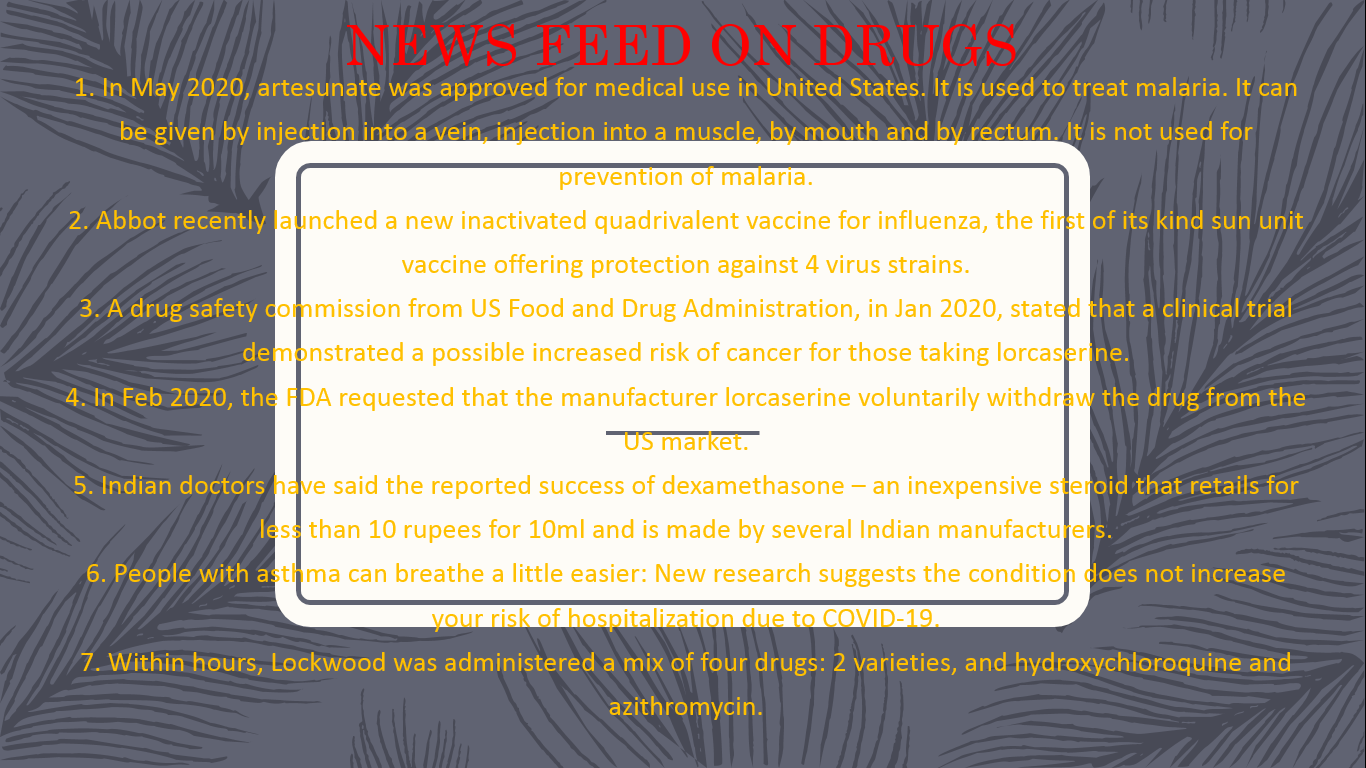 NEWS FEED ON DRUGS
1. In May 2020, artesunate was approved for medical use in United States. It is used to treat malaria. It can
be given by injection into a vein, injection into a muscle, by mouth and by rectum. It is not used for
prevention of malaria.
2. Abbot recently launched a new inactivated quadrivalent vaccine for influenza, the first of its kind sun unit
vaccine offering protection against 4 virus strains.
3. A drug safety commission from US Food and Drug Administration, in Jan 2020, stated that a clinical trial
demonstrated a possible increased risk of cancer for those taking lorcaserine.
4. In Feb 2020, the FDA requested that the manufacturer lorcaserine voluntarily withdraw the drug from the
US market.
5. Indian doctors have said the reported success of dexamethasone – an inexpensive steroid that retails for
less than 10 rupees for 10ml and is made by several Indian manufacturers.
6. People with asthma can breathe a little easier: New research suggests the condition does not increase
your risk of hospitalization due to COVID-19.
7. Within hours, Lockwood was administered a mix of four drugs: 2 varieties, and hydroxychloroquine and
azithromycin.